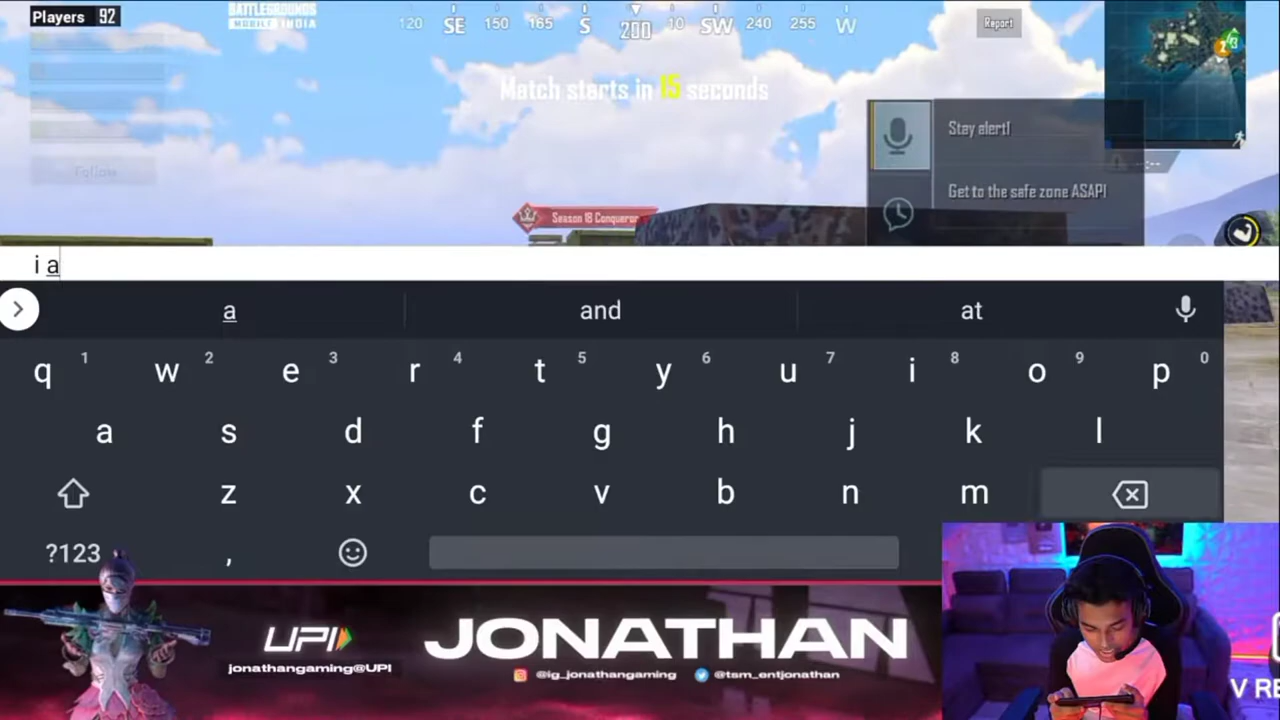 Players 92
BATTLEGROUNDS
MOBILE INDIA
120 SE 150 165 S 200 10 SW 240 255 W
Report
Match starts in 15 seconds
Stay alert!
Get to the safe zone ASAP!
Follow
Season 18 Conqueror
i a
a and at
q 1 w 2 e 3 r 4 t 5 y 6 u 7 i 8 o 9 p 0
a s d f g h j k l
z x c v b n m
?123 ,
UPI
jonathangaming@UPI
JONATHAN
@ig_jonathangaming @tsm_entjonathan
V RE